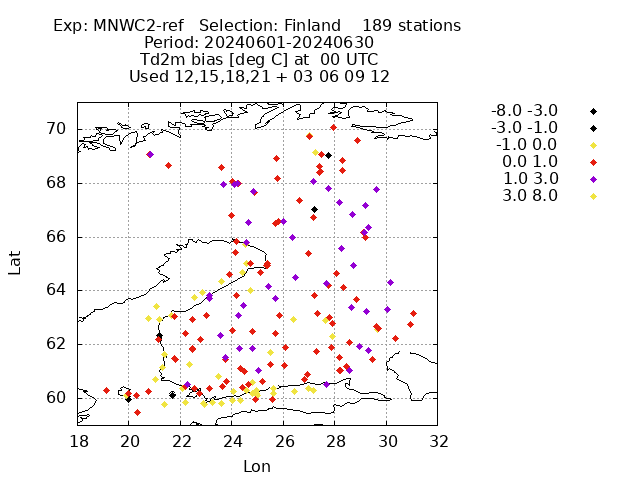 Exp: MNWC2-ref Selection: Finland 189 stations
Period: 20240601-20240630
Td2m bias [deg C] at 00 UTC
Used 12,15,18,21 + 03 06 09 12
-8.0 -3.0
-3.0 -1.0
-1.0 0.0
0.0 1.0
1.0 3.0
3.0 8.0
70
68
66
64
62
60
Lat
18 20 22 24 26 28 30 32
Lon